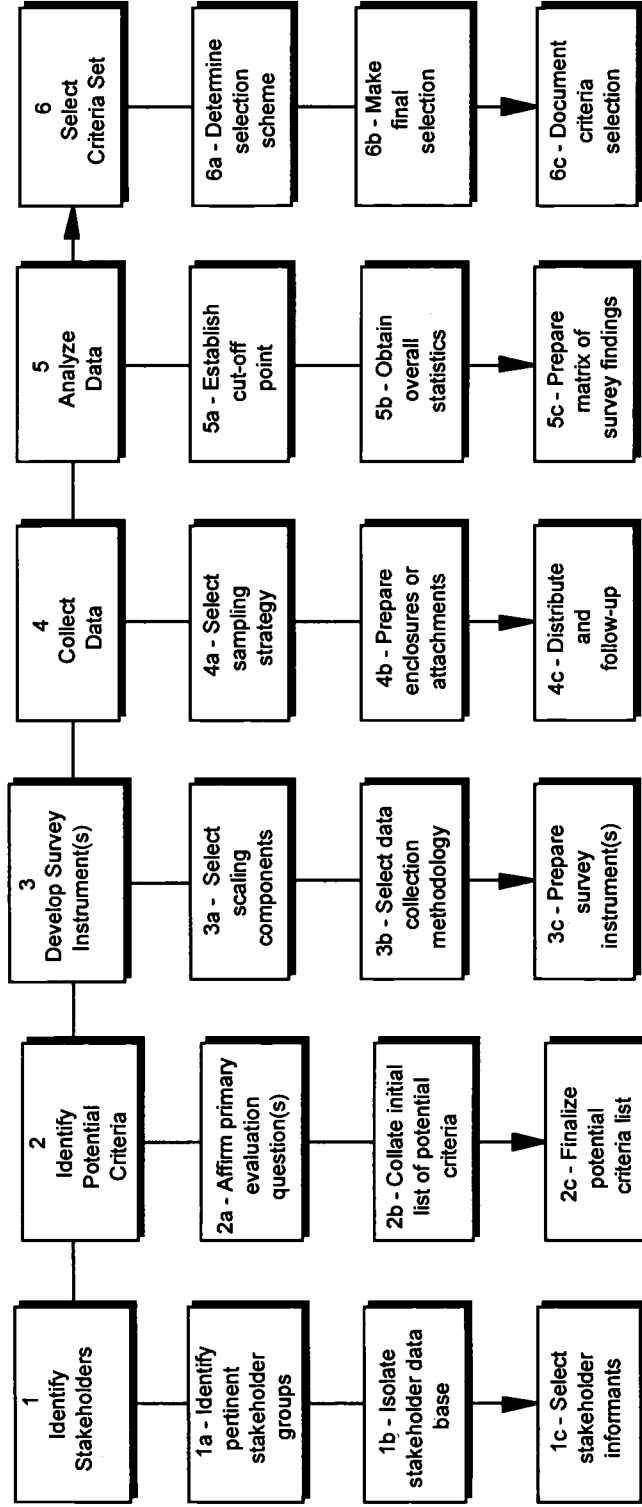 1
Identify
Stakeholders
1a - Identify
pertinent
stakeholder
groups
1b - Isolate
stakeholder data
base
1c - Select
stakeholder
informants
2
Identify
Potential
Criteria
2a - Affirm primary
evaluation
question(s)
2b - Collate initial
list of potential
criteria
2c - Finalize
potential
criteria list
3
Develop Survey
Instrument(s)
3a - Select
scaling
components
3b - Select data
collection
methodology
3c - Prepare
survey
instrument(s)
4
Collect
Data
4a - Select
sampling
strategy
4b - Prepare
enclosures or
attachments
4c - Distribute
and
follow-up
5
Analyze
Data
5a - Establish
cut-off
point
5b - Obtain
overall
statistics
5c - Prepare
matrix of
survey findings
6
Select
Criteria Set
6a - Determine
selection
scheme
6b - Make
final
selection
6c - Document
criteria
selection